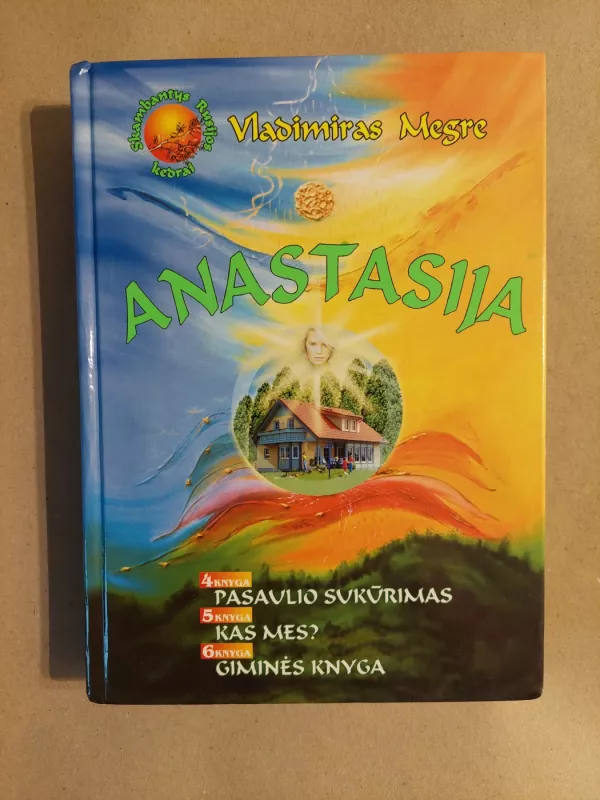 Skambantys Rusijos
kedrai
Vladimiras Megre
ANASTASIJA
4 KNYGA
PASAULIO SUKŪRIMAS
5 KNYGA
KAS MES?
6 KNYGA
GIMINĖS KNYGA